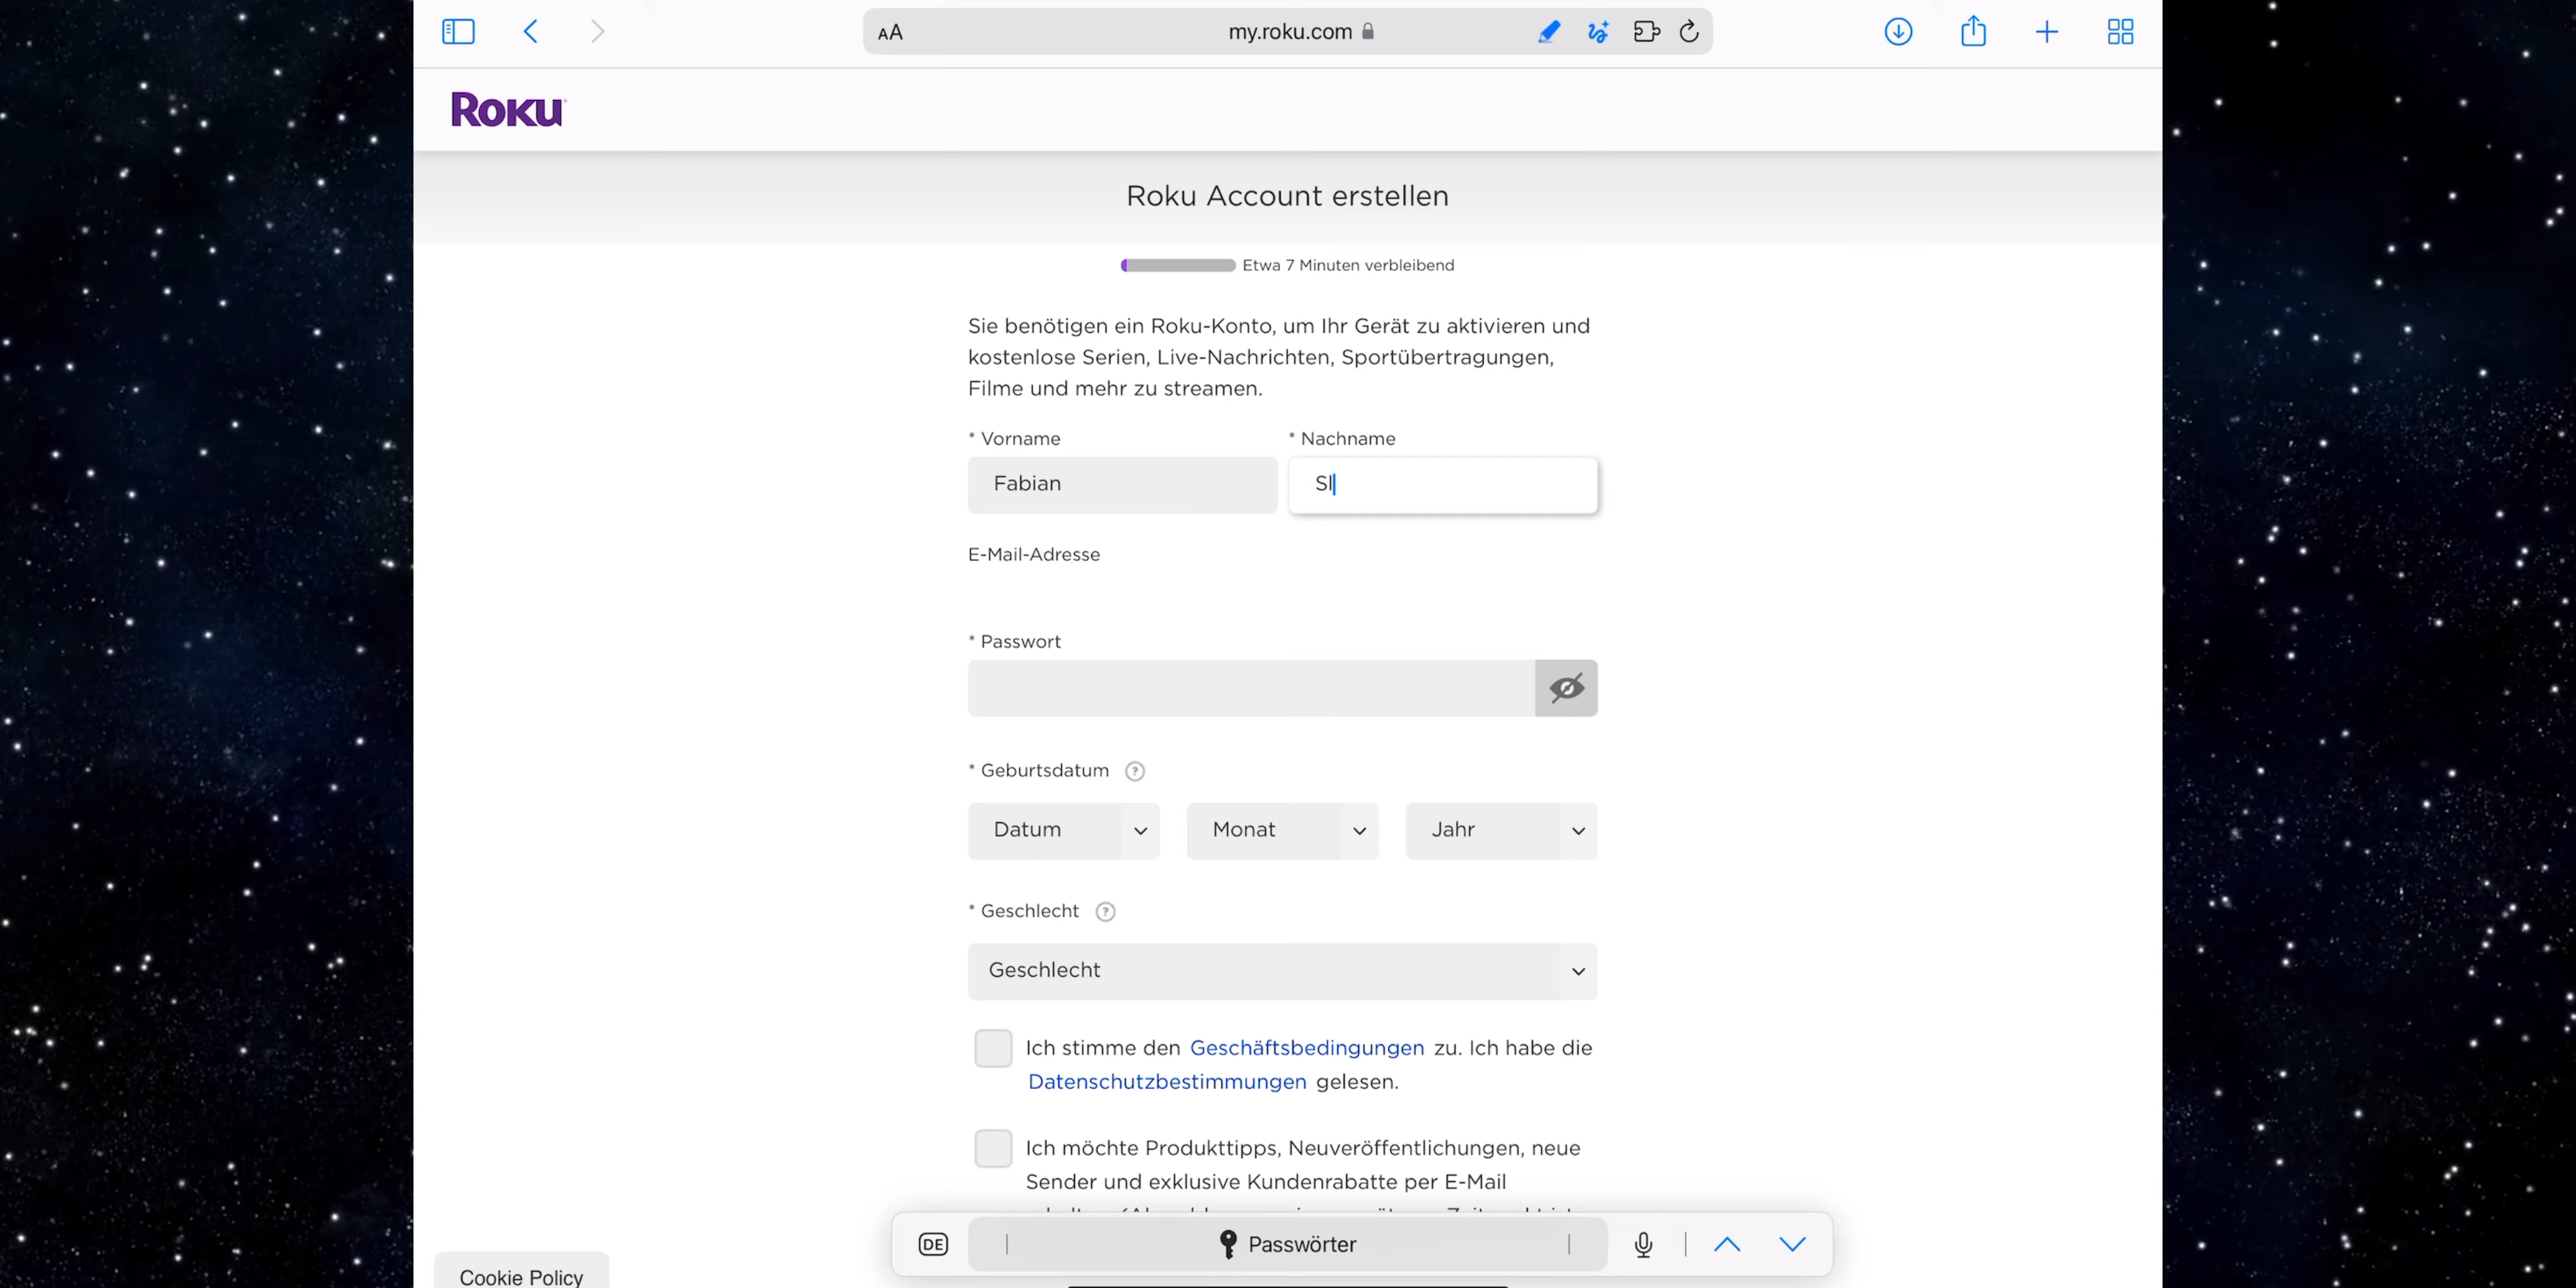 AA
my.roku.com
Roku
Roku Account erstellen
Etwa 7 Minuten verbleibend
Sie benötigen ein Roku-Konto, um Ihr Gerät zu aktivieren und
kostenlose Serien, Live-Nachrichten, Sportübertragungen,
Filme und mehr zu streamen.
* Vorname
* Nachname
Fabian
Sl
E-Mail-Adresse
* Passwort
* Geburtsdatum ?
Datum
Monat
Jahr
* Geschlecht ?
Geschlecht
Ich stimme den Geschäftsbedingungen zu. Ich habe die
Datenschutzbestimmungen gelesen.
Ich möchte Produkttipps, Neuveröffentlichungen, neue
Sender und exklusive Kundenrabatte per E-Mail
DE
Passwörter
Cookie Policy